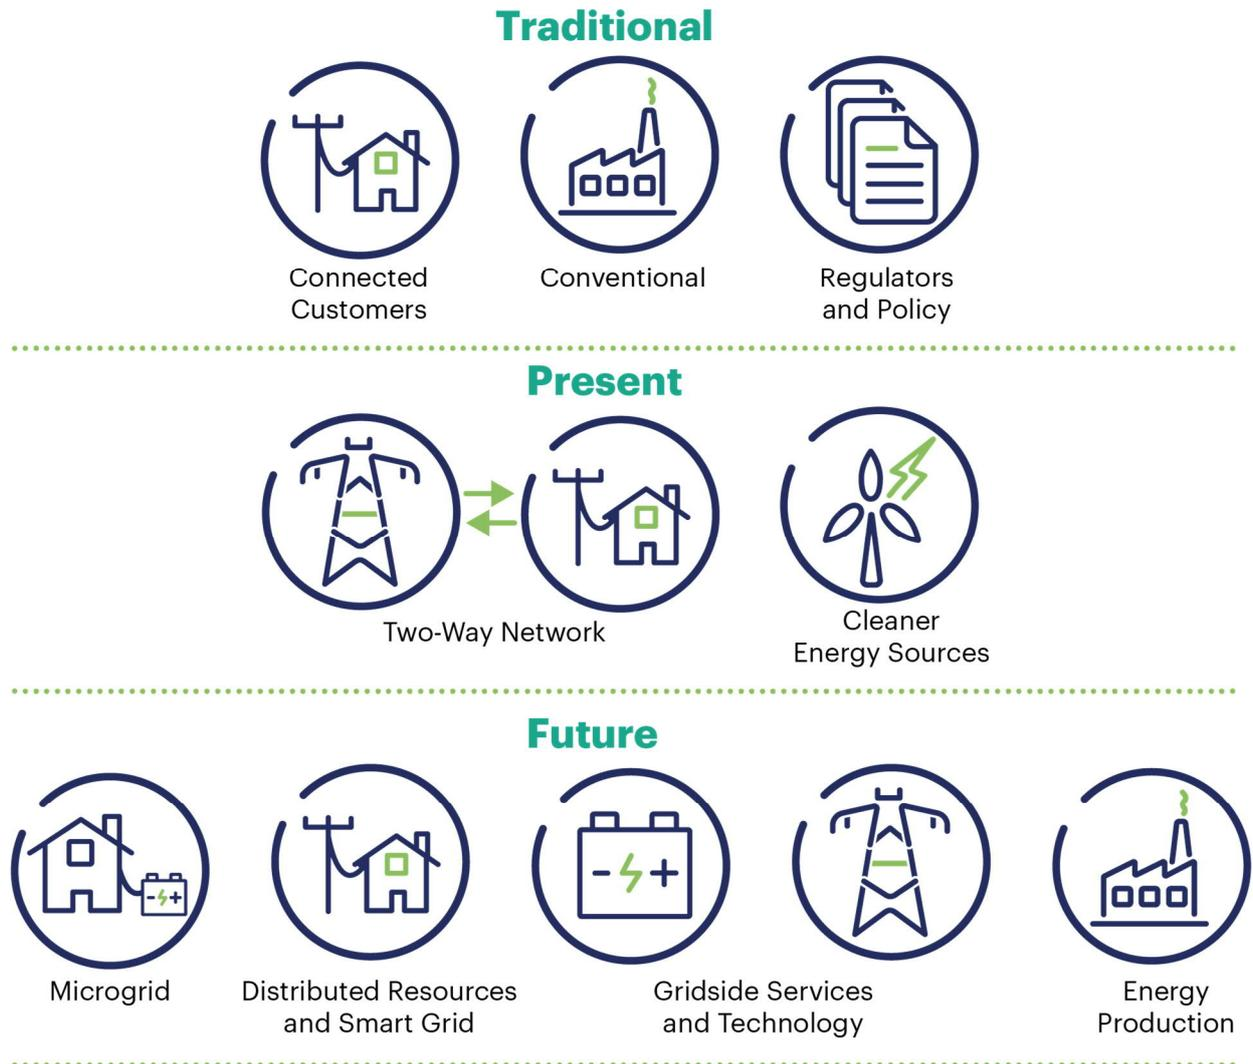 Traditional
Connected
Customers
Conventional
Regulators
and Policy
Present
Two-Way Network
Cleaner
Energy Sources
Future
Microgrid
Distributed Resources
and Smart Grid
Gridside Services
and Technology
Energy
Production